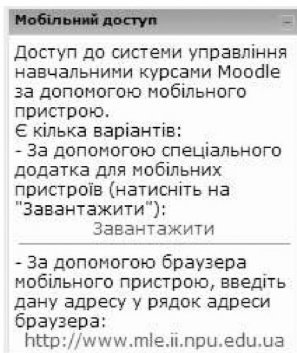 Мобільний доступ
Доступ до системи управління
навчальними курсами Moodle
за допомогою мобільного
пристрою.
Є кілька варіантів:
- За допомогою спеціального
додатка для мобільних
пристроїв (натисніть на
"Завантажити"):
Завантажити
- За допомогою браузера
мобільного пристрою, введіть
дану адресу у рядок адреси
браузера:
http://www.mle.ii.npu.edu.ua